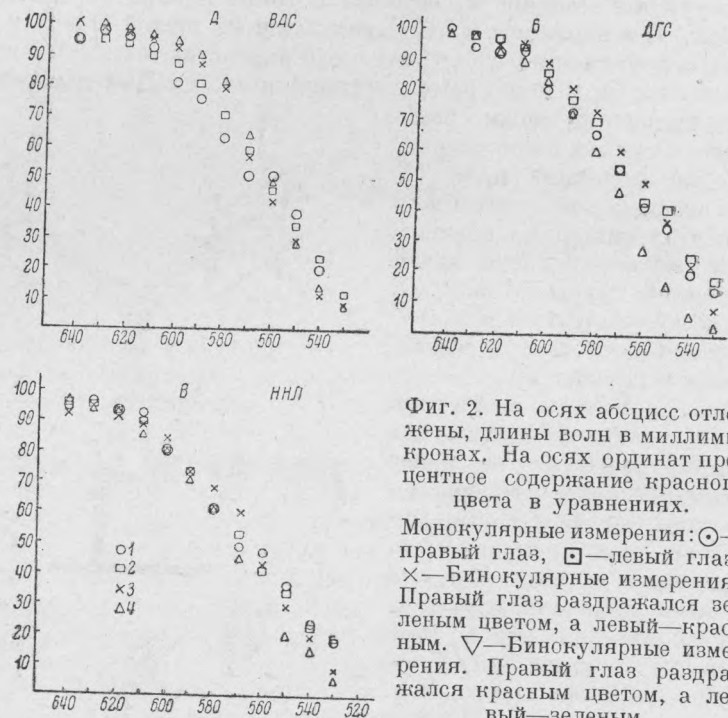 А ВАС
100
90
80
70
60
50
40
30
20
10
640 620 600 580 560 540
Б ДГС
100
90
80
70
60
50
40
30
20
10
640 620 600 580 560 540
В ННЛ
100
90
80
70
60
50
40
30
20
10
○1
□2
×3
△4
640 620 600 580 560 540 520
Фиг. 2. На осях абсцисс отло-
жены, длины волн в миллими-
кронах. На осях ординат про-
центное содержание красного
цвета в уравнениях.
Монокулярные измерения: ⊙—
правый глаз, ⊡—левый глаз
×—Бинокулярные измерения
Правый глаз раздражался зе-
леным цветом, а левый—крас-
ным. ▽—Бинокулярные изме-
рения. Правый глаз раздра-
жался красным цветом, а ле-
вый—зеленым